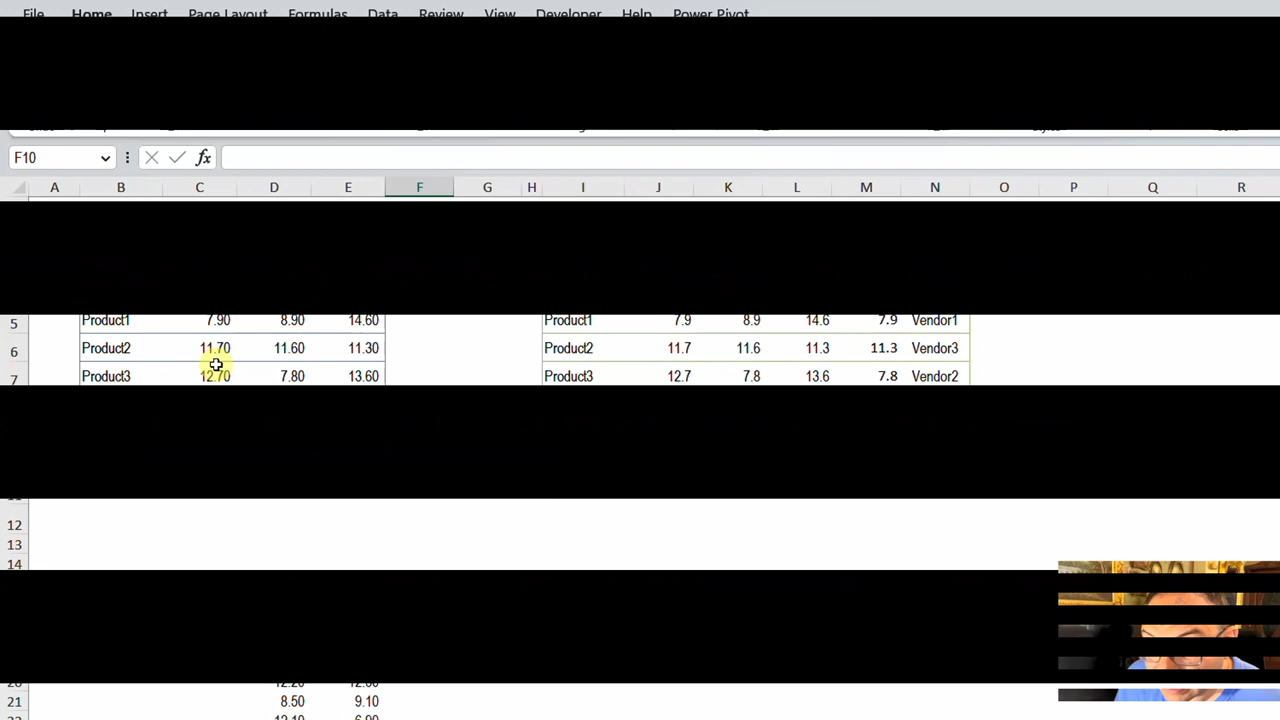 File Home Insert Page Layout Formulas Data Review View Developer Help Power Pivot
F10 fx
A B C D E F G H I J K L M N O P Q R
5 Product1 7.90 8.90 14.60 Product1 7.9 8.9 14.6 7.9 Vendor1
6 Product2 11.70 11.60 11.30 Product2 11.7 11.6 11.3 11.3 Vendor3
7 Product3 12.70 7.80 13.60 Product3 12.7 7.8 13.6 7.8 Vendor2
12
13
14
21 8.50 9.10